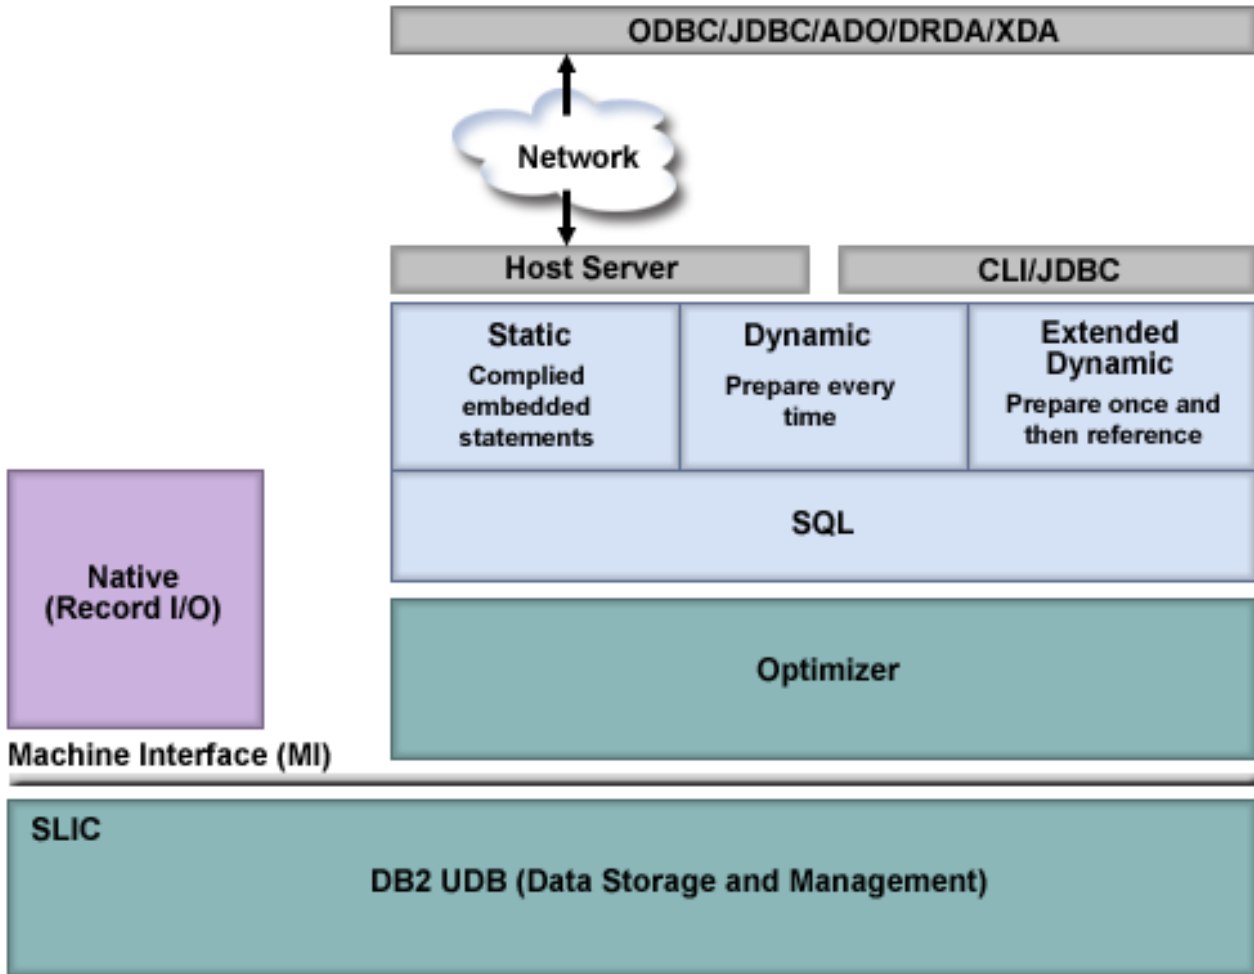 ODBC/JDBC/ADO/DRDA/XDA
Network
Host Server
CLI/JDBC
Static
Complied
embedded
statements
Dynamic
Prepare every
time
Extended
Dynamic
Prepare once and
then reference
SQL
Native
(Record I/O)
Optimizer
Machine Interface (MI)
SLIC
DB2 UDB (Data Storage and Management)